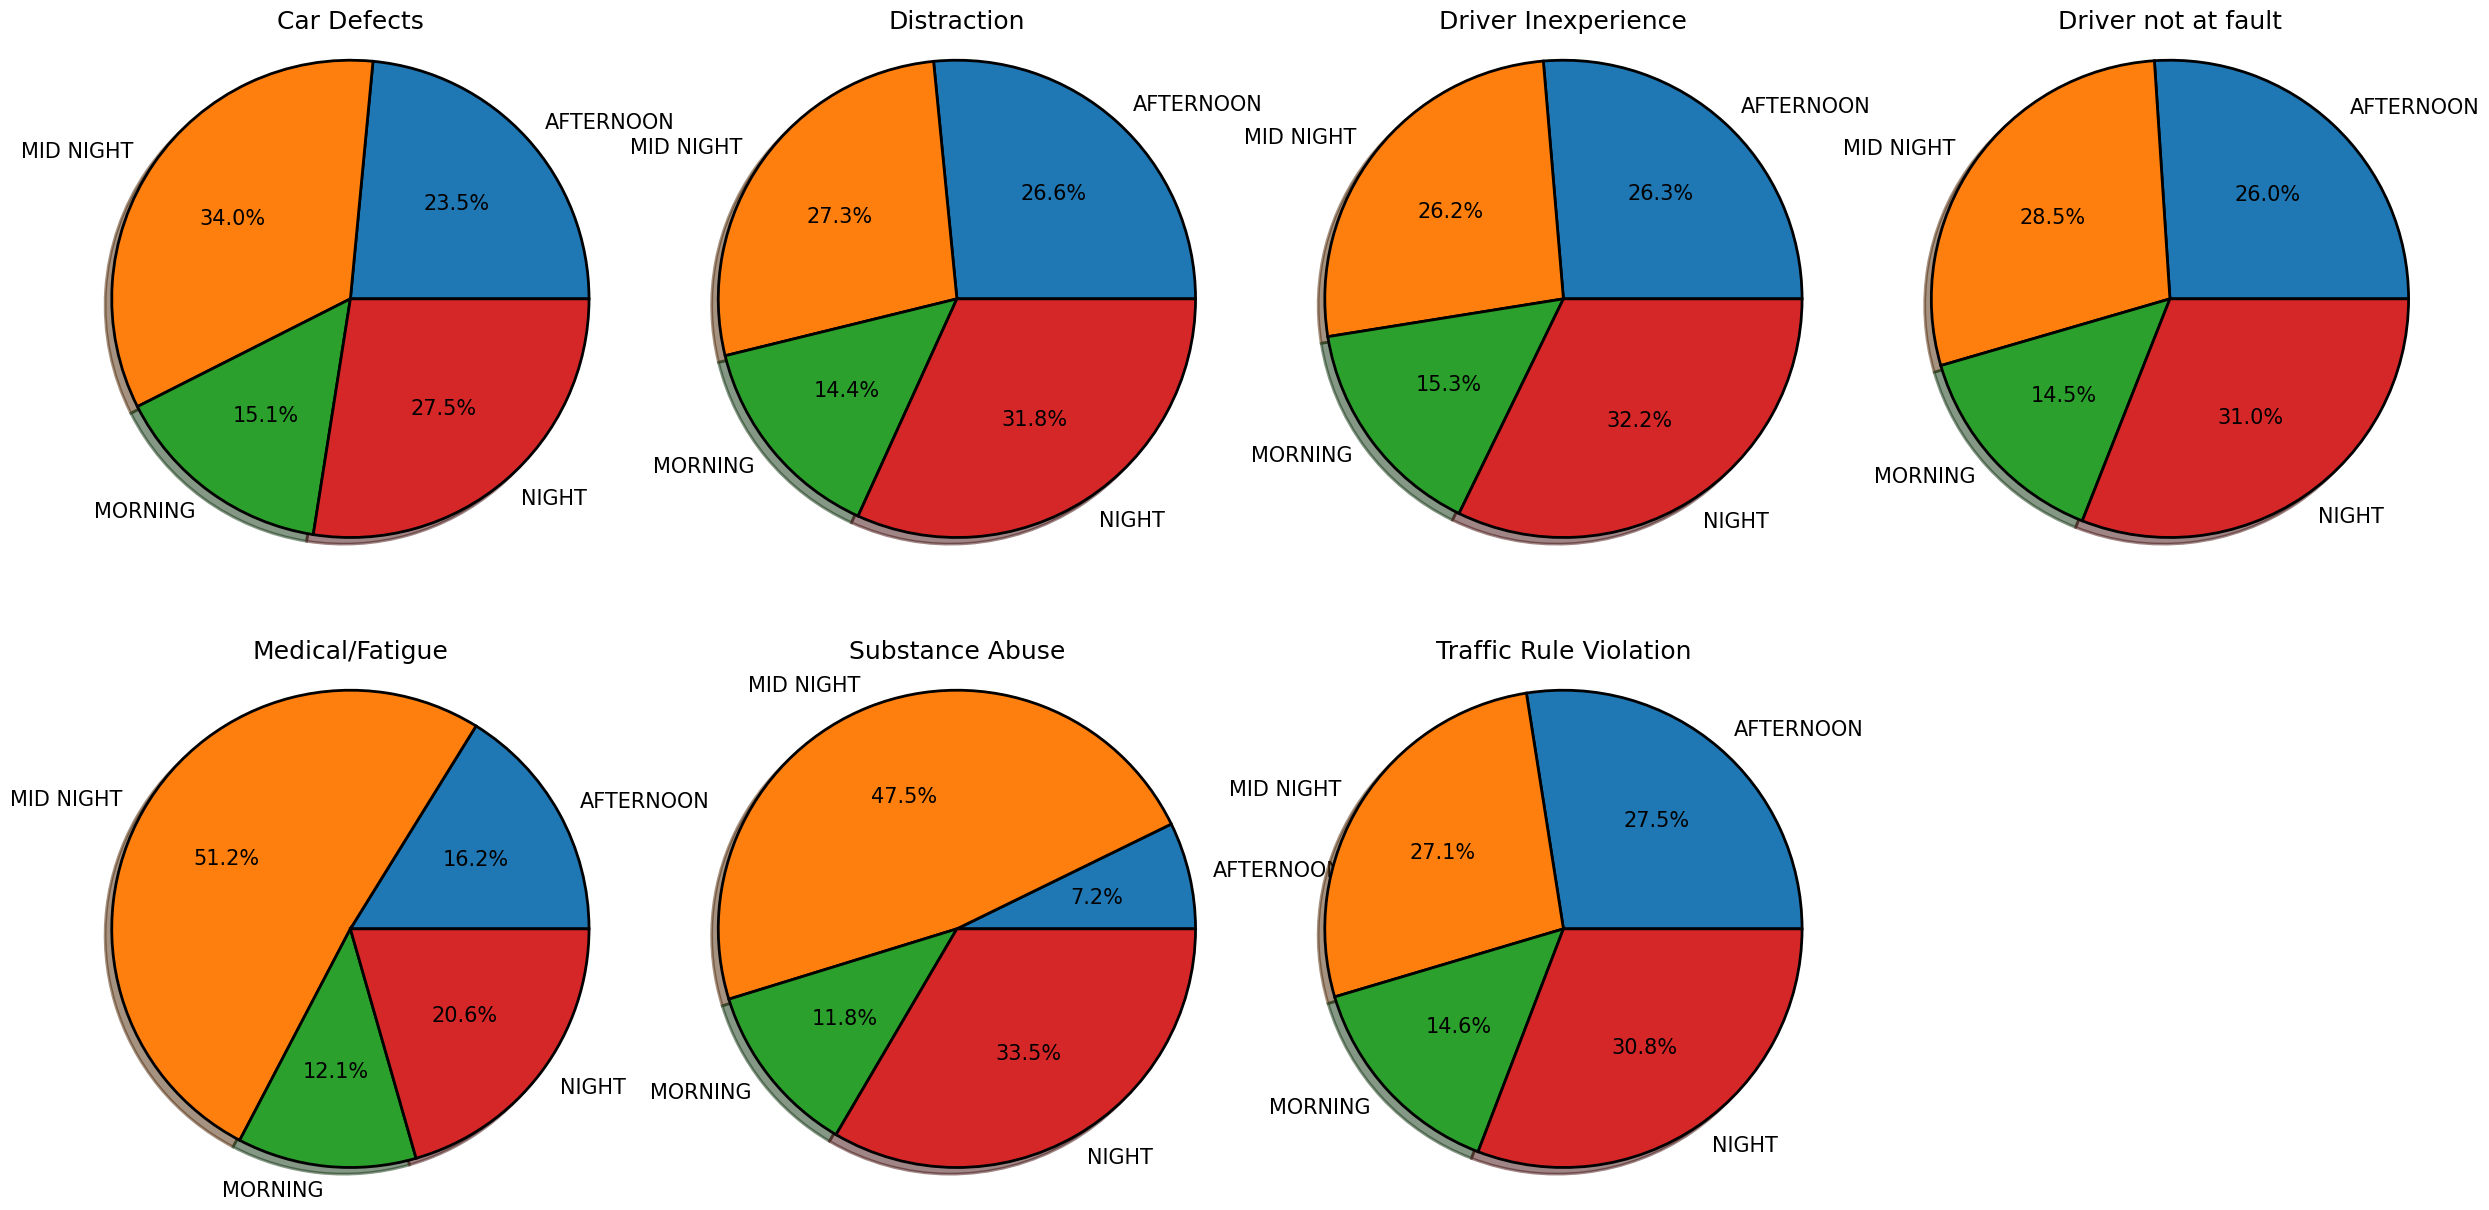 Car Defects
AFTERNOON
MID NIGHT
MORNING
NIGHT
23.5%
34.0%
15.1%
27.5%
Distraction
AFTERNOON
MID NIGHT
MORNING
NIGHT
26.6%
27.3%
14.4%
31.8%
Driver Inexperience
AFTERNOON
MID NIGHT
MORNING
NIGHT
26.3%
26.2%
15.3%
32.2%
Driver not at fault
AFTERNOON
MID NIGHT
MORNING
NIGHT
26.0%
28.5%
14.5%
31.0%
Medical/Fatigue
AFTERNOON
MID NIGHT
MORNING
NIGHT
16.2%
51.2%
12.1%
20.6%
Substance Abuse
AFTERNOON
MID NIGHT
MORNING
NIGHT
7.2%
47.5%
11.8%
33.5%
Traffic Rule Violation
AFTERNOON
MID NIGHT
MORNING
NIGHT
27.5%
27.1%
14.6%
30.8%